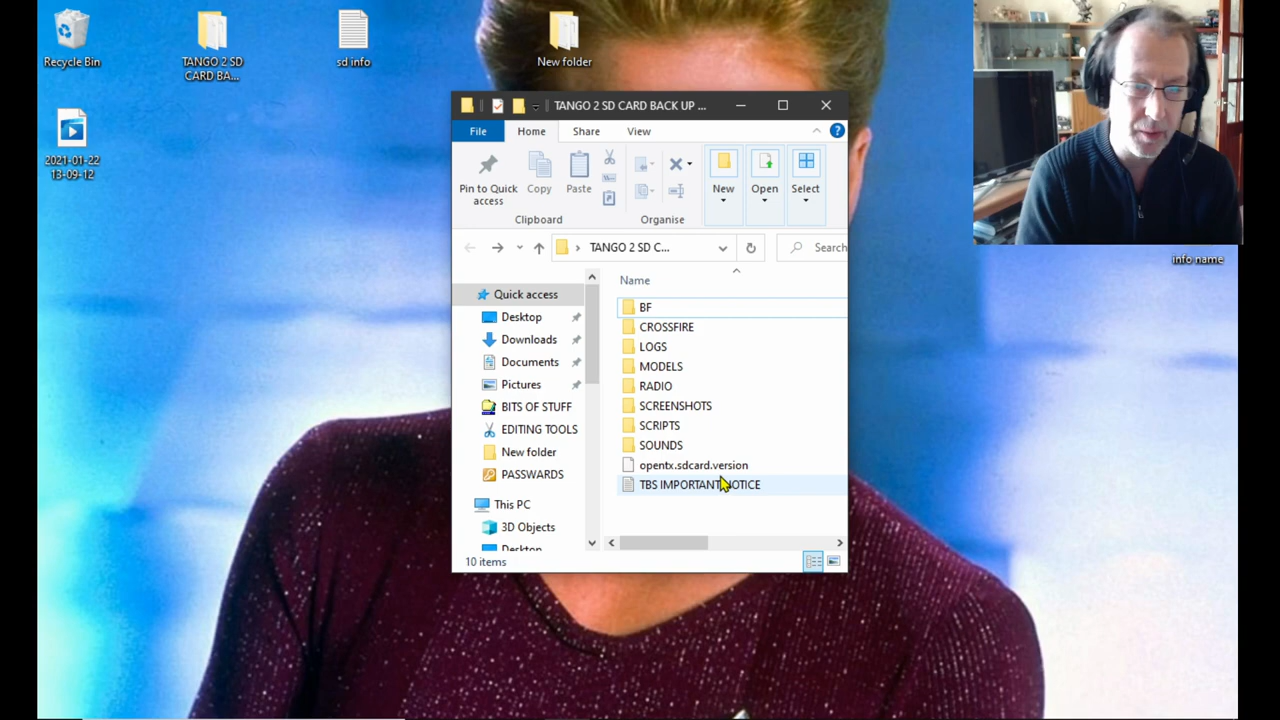 Recycle Bin
TANGO 2 SD
CARD BA...
sd info
New folder
2021-01-22
13-09-12
info name
TANGO 2 SD CARD BACK UP ...
File
Home
Share
View
Pin to Quick
access
Copy
Paste
New
Open
Select
Clipboard
Organise
TANGO 2 SD C...
Search
Name
Quick access
Desktop
Downloads
Documents
Pictures
BITS OF STUFF
EDITING TOOLS
New folder
PASSWARDS
This PC
3D Objects
Desktop
BF
CROSSFIRE
LOGS
MODELS
RADIO
SCREENSHOTS
SCRIPTS
SOUNDS
opentx.sdcard.version
TBS IMPORTANT NOTICE
10 items